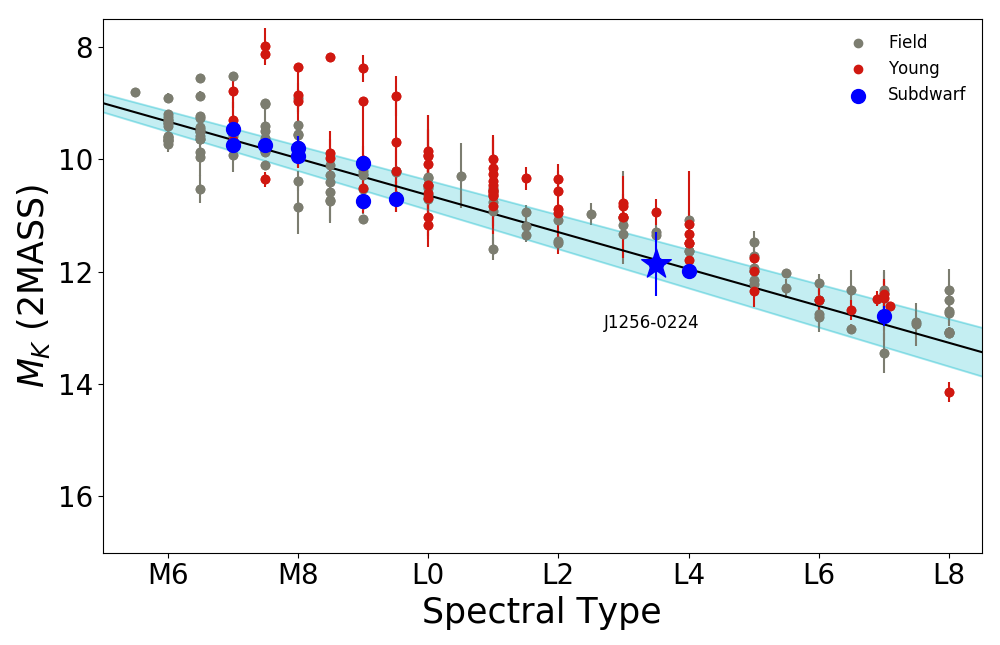 Field
Young
Subdwarf
M_K (2MASS)
8
10
12
14
16
J1256-0224
M6 M8 L0 L2 L4 L6 L8
Spectral Type